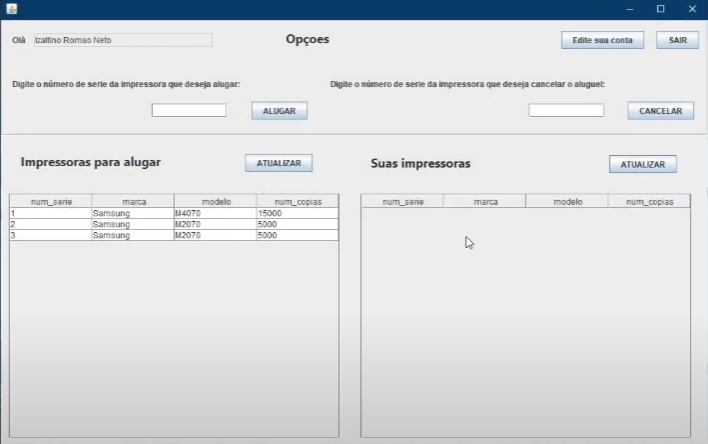 Olá Izaltino Romao Neto Opçoes Edite sua conta SAIR
Digite o número de serie da impressora que deseja alugar: Digite o número de serie da impressora que deseja cancelar o aluguel:
ALUGAR CANCELAR
Impressoras para alugar ATUALIZAR Suas impressoras ATUALIZAR
num_serie marca modelo num_copias num_serie marca modelo num_copias
1 Samsung M4070 15000
2 Samsung M2070 5000
3 Samsung M2070 5000